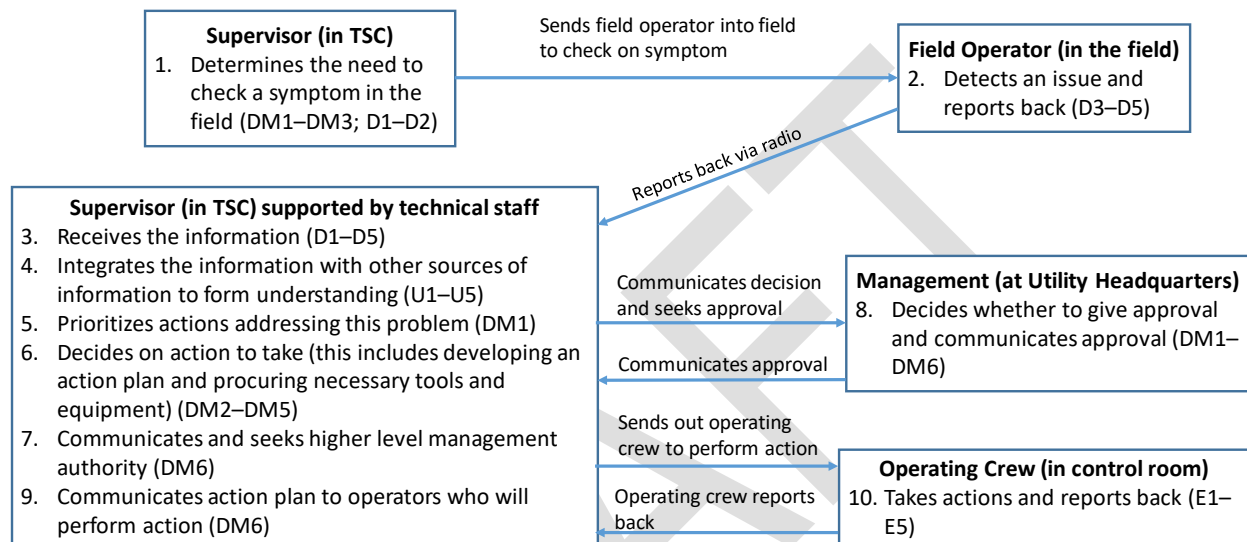 Supervisor (in TSC)
1. Determines the need to
check a symptom in the
field (DM1–DM3; D1–D2)
Sends field operator into field
to check on symptom
Field Operator (in the field)
2. Detects an issue and
reports back (D3–D5)
Reports back via radio
Supervisor (in TSC) supported by technical staff
3. Receives the information (D1–D5)
4. Integrates the information with other sources of
information to form understanding (U1–U5)
5. Prioritizes actions addressing this problem (DM1)
6. Decides on action to take (this includes developing an
action plan and procuring necessary tools and
equipment) (DM2–DM5)
7. Communicates and seeks higher level management
authority (DM6)
9. Communicates action plan to operators who will
perform action (DM6)
Communicates decision
and seeks approval
Communicates approval
Management (at Utility Headquarters)
8. Decides whether to give approval
and communicates approval (DM1–
DM6)
Sends out operating
crew to perform action
Operating crew reports
back
Operating Crew (in control room)
10. Takes actions and reports back (E1–
E5)